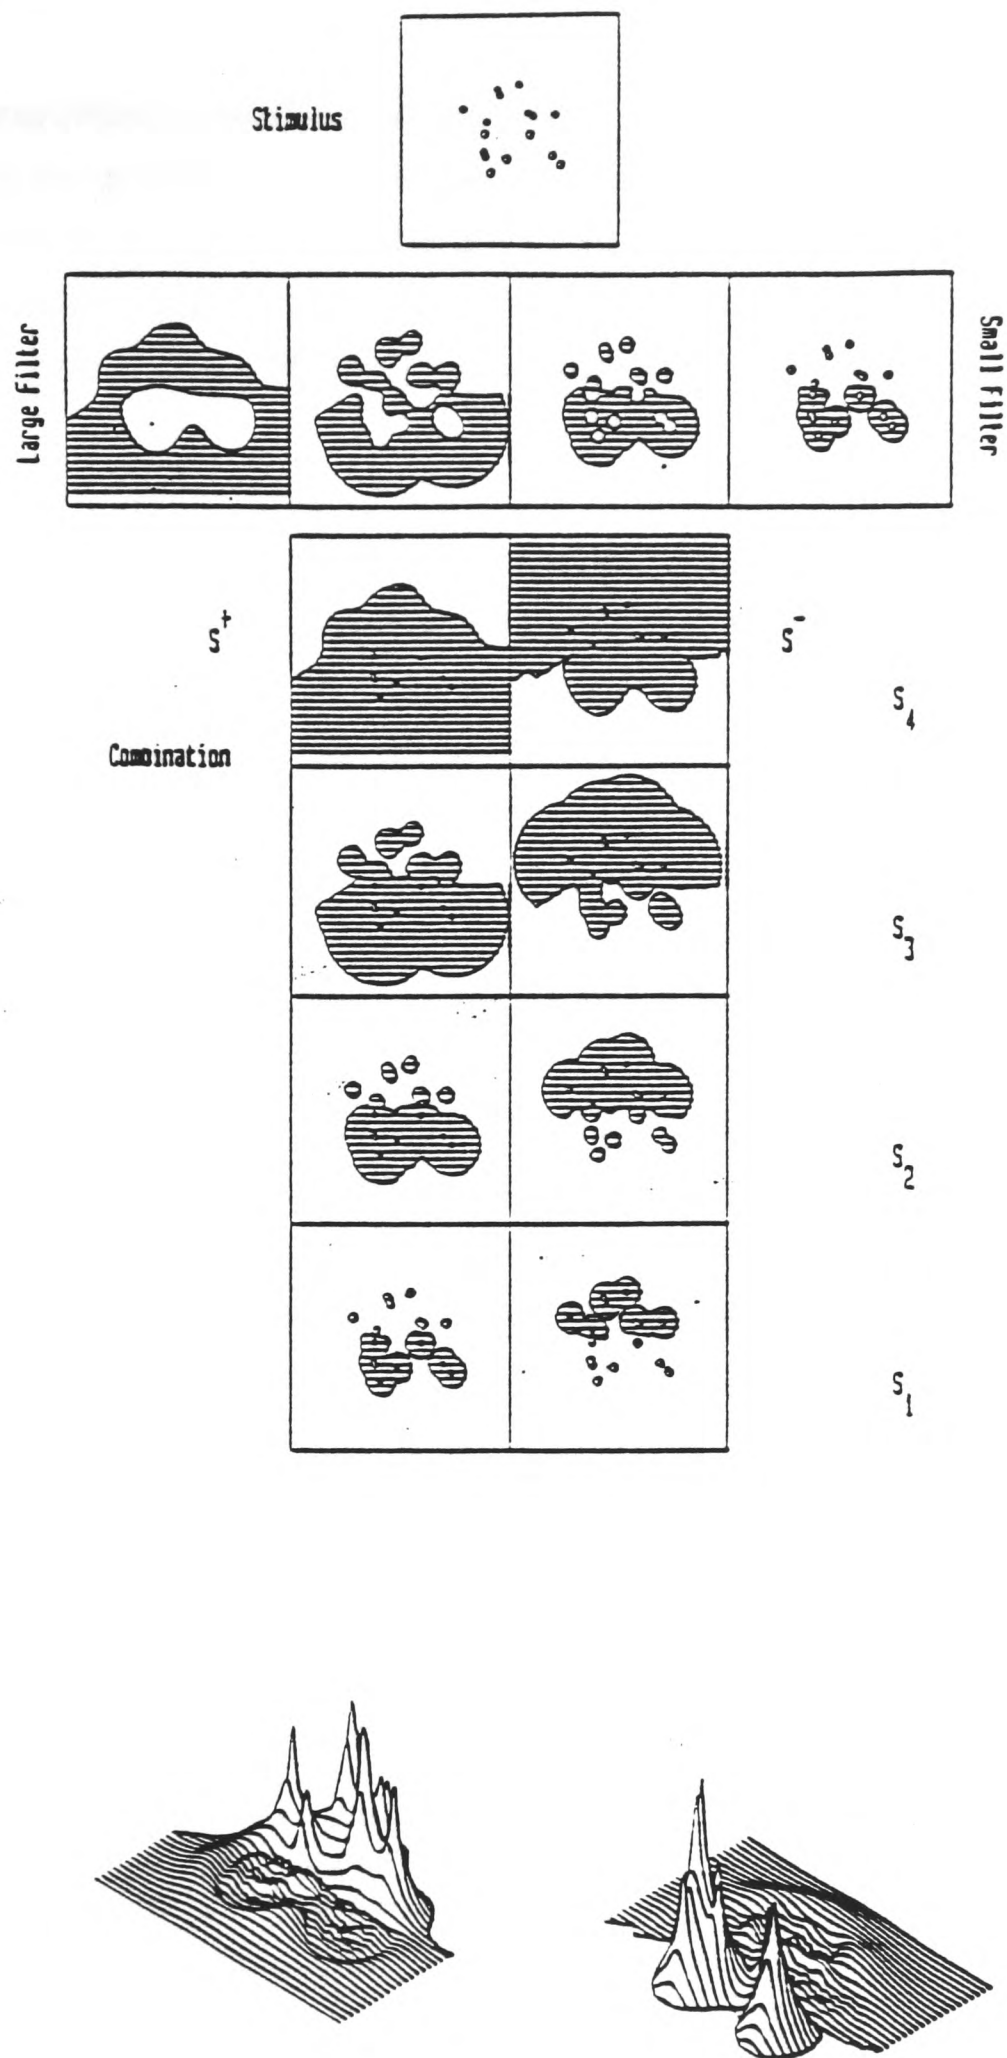 Stimulus
Large Filter
Small Filter
S+
S-
S4
Combination
S3
S2
S1